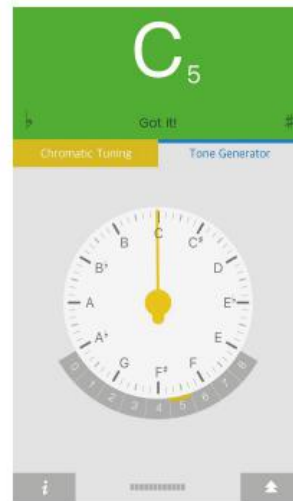 C5
♭ Got It! ♯
Chromatic Tuning Tone Generator
C
B C♯
B♭ D
A E♭
A♭ E
G F
F♯
0 1 2 3 4 5 6 7 8
i